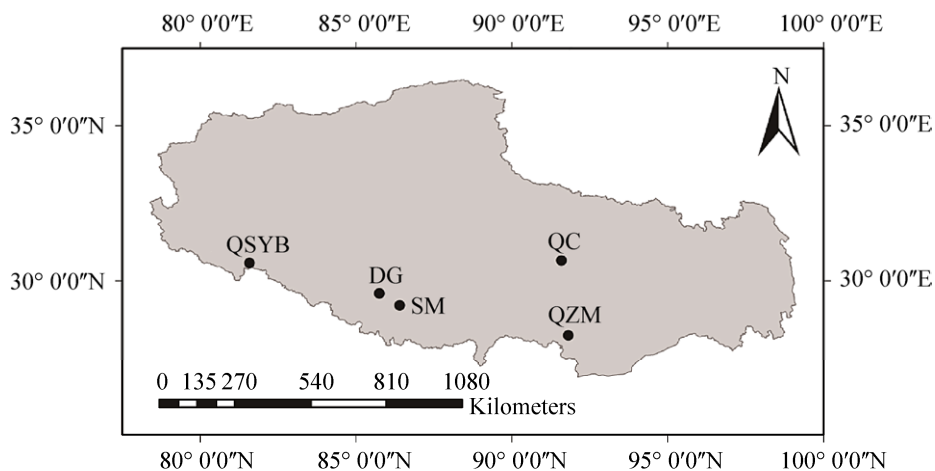 80° 0′0″E 85° 0′0″E 90° 0′0″E 95° 0′0″E 100° 0′0″E
N
35° 0′0″N 35° 0′0″E
QSYB QC
DG
30° 0′0″N 30° 0′0″E
SM
QZM
0 135 270 540 810 1080
Kilometers
80° 0′0″N 85° 0′0″N 90° 0′0″N 95° 0′0″N 100° 0′0″N